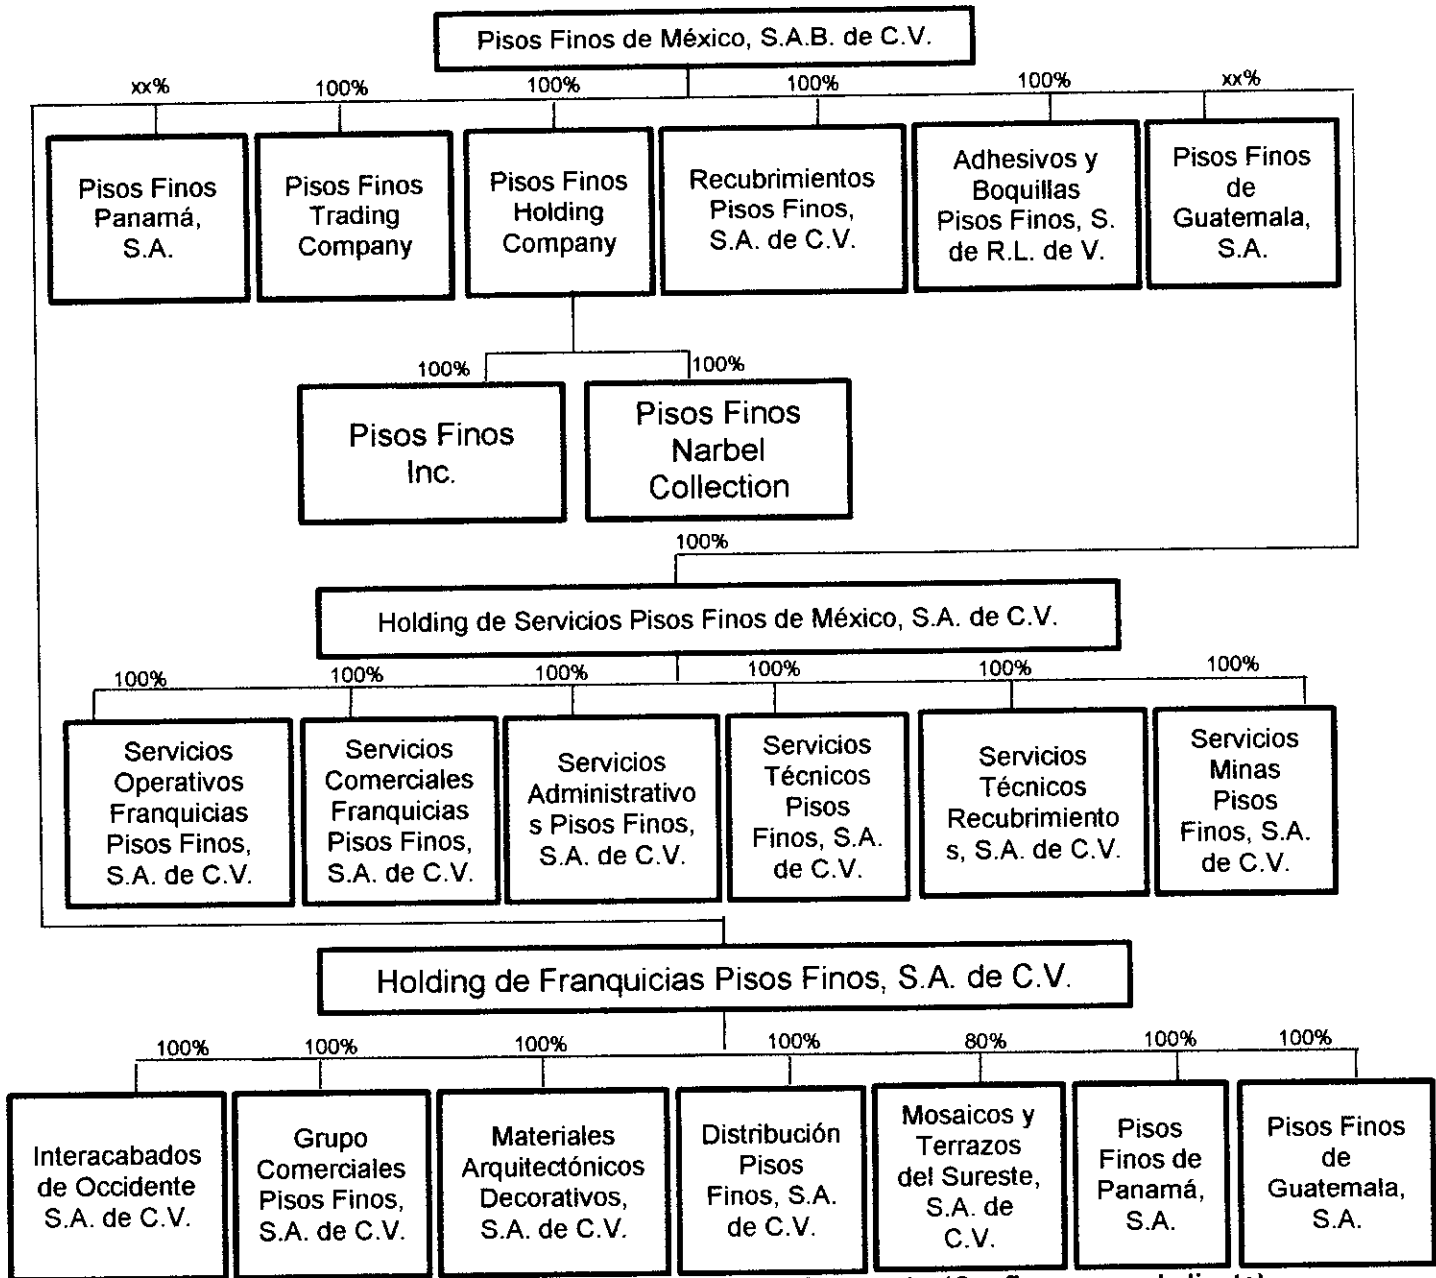 Pisos Finos de México, S.A.B. de C.V.
xx% 100% 100% 100% 100% xx%
Pisos Finos
Panamá,
S.A.
Pisos Finos
Trading
Company
Pisos Finos
Holding
Company
Recubrimientos
Pisos Finos,
S.A. de C.V.
Adhesivos y
Boquillas
Pisos Finos, S.
de R.L. de V.
Pisos Finos
de
Guatemala,
S.A.
100% 100%
Pisos Finos
Inc.
Pisos Finos
Narbel
Collection
100%
Holding de Servicios Pisos Finos de México, S.A. de C.V.
100% 100% 100% 100% 100% 100%
Servicios
Operativos
Franquicias
Pisos Finos,
S.A. de C.V.
Servicios
Comerciales
Franquicias
Pisos Finos,
S.A. de C.V.
Servicios
Administrativo
s Pisos Finos,
S.A. de C.V.
Servicios
Técnicos
Pisos
Finos, S.A.
de C.V.
Servicios
Técnicos
Recubrimiento
s, S.A. de C.V.
Servicios
Minas
Pisos
Finos, S.A.
de C.V.
Holding de Franquicias Pisos Finos, S.A. de C.V.
100% 100% 100% 100% 80% 100% 100%
Interacabados
de Occidente
S.A. de C.V.
Grupo
Comerciales
Pisos Finos,
S.A. de C.V.
Materiales
Arquitectónicos
Decorativos,
S.A. de C.V.
Distribución
Pisos
Finos, S.A.
de C.V.
Mosaicos y
Terrazos
del Sureste,
S.A. de
C.V.
Pisos
Finos de
Panamá,
S.A.
Pisos Finos
de
Guatemala,
S.A.